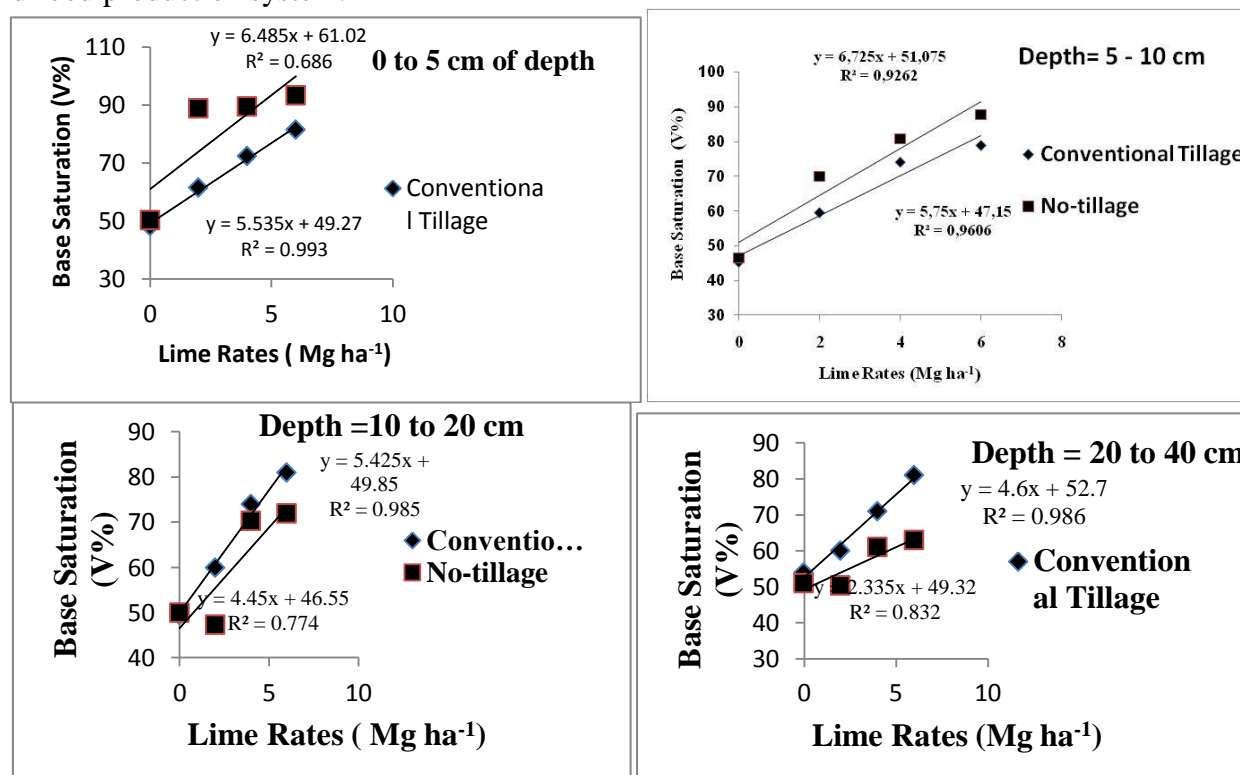 y = 6.485x + 61.02
R² = 0.686
0 to 5 cm of depth
Base Saturation (V%)
110
90
70
50
30
Conventiona
l Tillage
y = 5.535x + 49.27
R² = 0.993
0
5
10
Lime Rates ( Mg ha⁻¹)
y = 6,725x + 51,075
R² = 0,9262
Depth= 5 - 10 cm
Base Saturation (V%)
100
90
80
70
60
50
40
30
Conventional Tillage
No-tillage
y = 5,75x + 47,15
R² = 0,9606
0
2
4
6
8
Lime Rates (Mg ha⁻¹)
Depth =10 to 20 cm
y = 5.425x +
49.85
R² = 0.985
Base Saturation
(V%)
90
80
70
60
50
40
Conventio…
No-tillage
y = 4.45x + 46.55
R² = 0.774
0
5
10
Lime Rates ( Mg ha⁻¹)
Depth = 20 to 40 cm
y = 4.6x + 52.7
R² = 0.986
Base Saturation
(V%)
90
80
70
60
50
40
30
Convention
al Tillage
2.335x + 49.32
R² = 0.832
0
5
10
Lime Rates (Mg ha⁻¹)